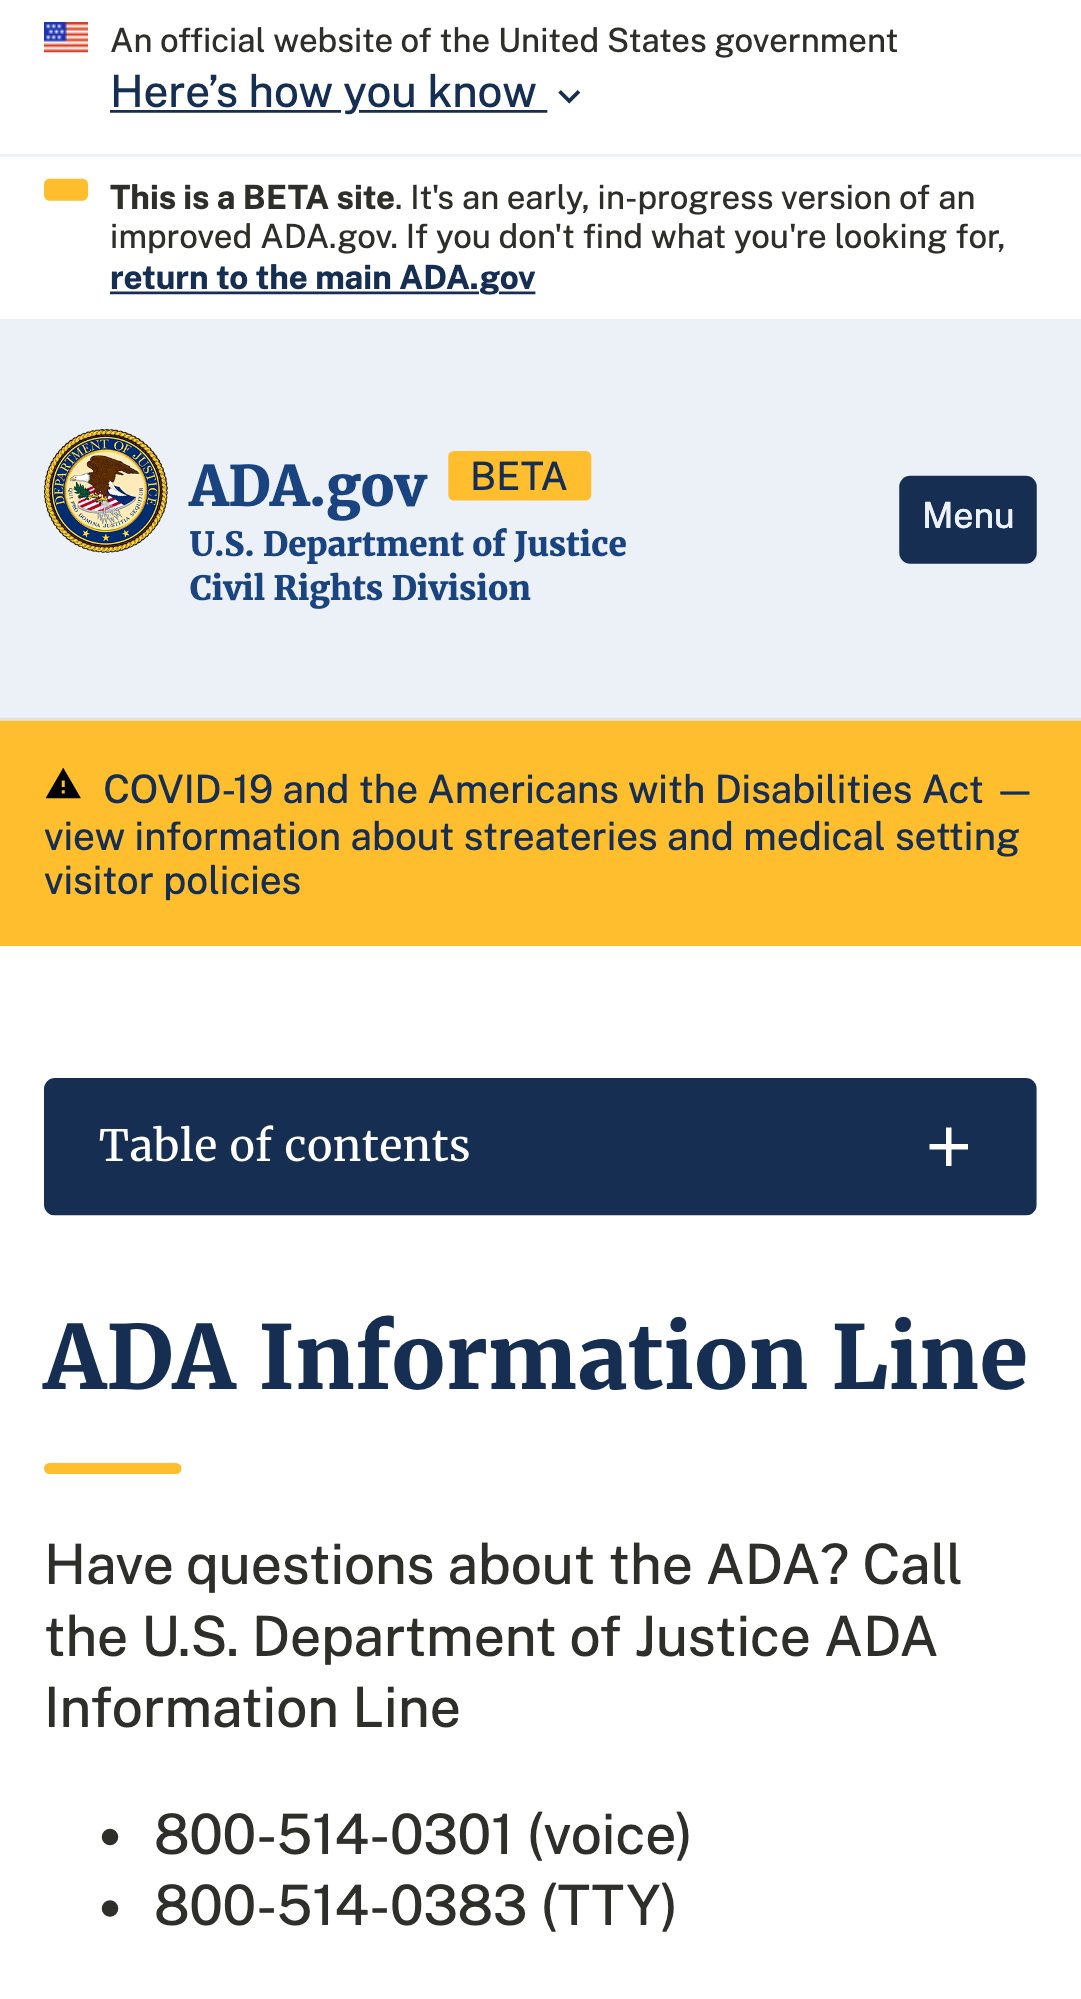 An official website of the United States government
Here’s how you know
This is a BETA site. It's an early, in-progress version of an
improved ADA.gov. If you don't find what you're looking for,
return to the main ADA.gov
DEPARTMENT OF JUSTICE
QUI PRO DOMINA JUSTITIA SEQUITUR
ADA.gov BETA
U.S. Department of Justice
Civil Rights Division
Menu
COVID-19 and the Americans with Disabilities Act —
view information about streateries and medical setting
visitor policies
Table of contents
ADA Information Line
Have questions about the ADA? Call
the U.S. Department of Justice ADA
Information Line
• 800-514-0301 (voice)
• 800-514-0383 (TTY)